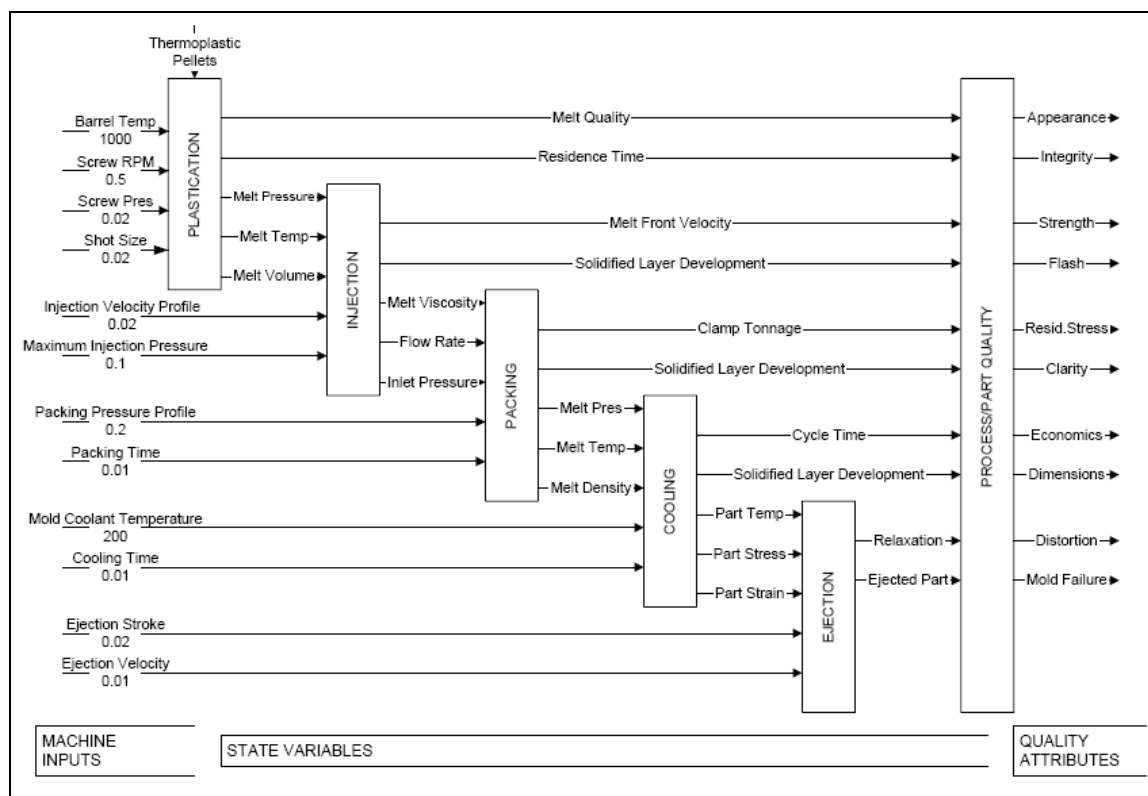 Thermoplastic
Pellets
Barrel Temp
1000
Screw RPM
0.5
Screw Pres
0.02
Shot Size
0.02
PLASTICATION
Melt Quality
Residence Time
Melt Pressure
Melt Temp
Melt Volume
Injection Velocity Profile
0.02
Maximum Injection Pressure
0.1
INJECTION
Melt Front Velocity
Solidified Layer Development
Melt Viscosity
Flow Rate
Inlet Pressure
Packing Pressure Profile
0.2
Packing Time
0.01
PACKING
Clamp Tonnage
Solidified Layer Development
Melt Pres
Melt Temp
Melt Density
Mold Coolant Temperature
200
Cooling Time
0.01
COOLING
Cycle Time
Solidified Layer Development
Part Temp
Part Stress
Part Strain
Ejection Stroke
0.02
Ejection Velocity
0.01
EJECTION
Relaxation
Ejected Part
PROCESS/PART QUALITY
Appearance
Integrity
Strength
Flash
Resid.Stress
Clarity
Economics
Dimensions
Distortion
Mold Failure
MACHINE
INPUTS
STATE VARIABLES
QUALITY
ATTRIBUTES